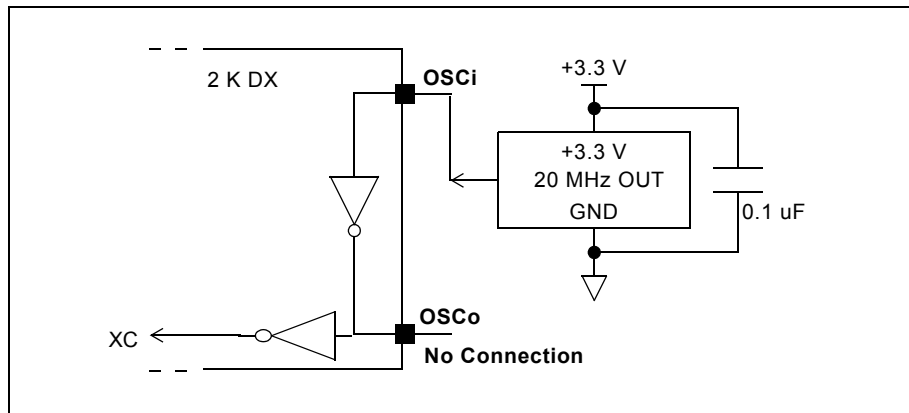 2 K DX
OSCi
+3.3 V
+3.3 V
20 MHz OUT
GND
0.1 uF
OSCo
XC
No Connection